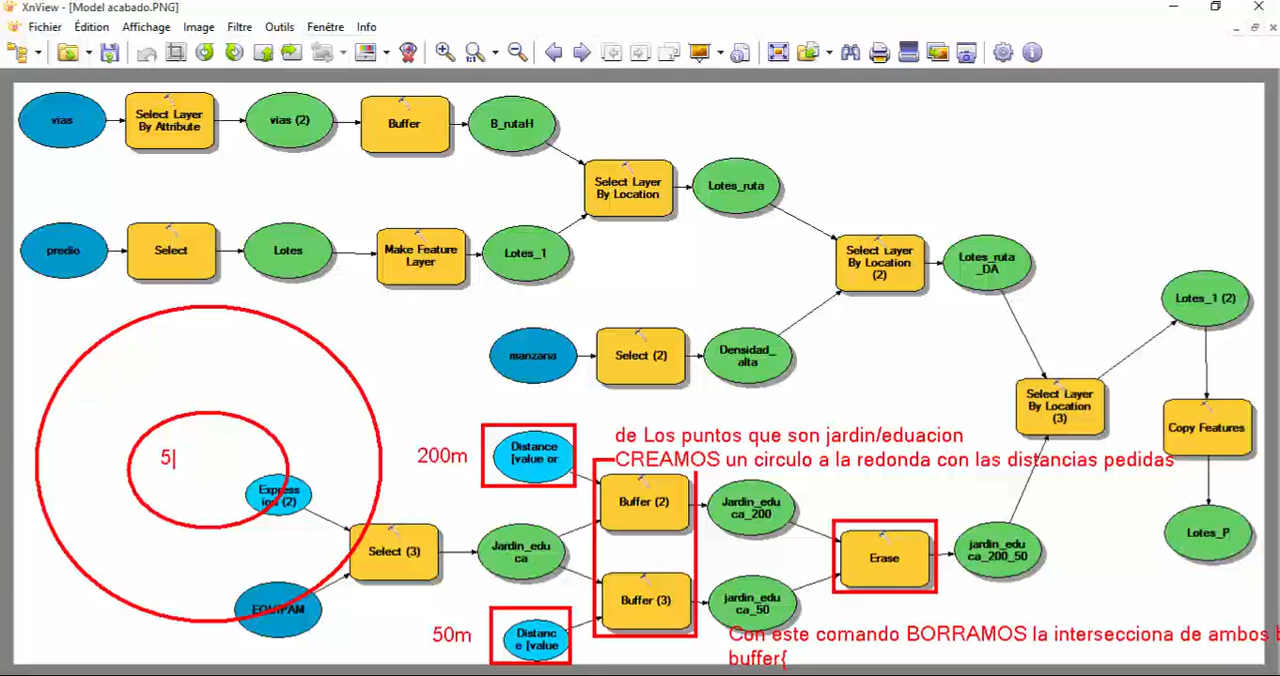 XnView - [Model acabado.PNG]
Fichier Édition Affichage Image Filtre Outils Fenêtre Info
1:1
vias
Select Layer
By Attribute
vias (2)
Buffer
B_rutaH
Select Layer
By Location
Lotes_ruta
predio
Select
Lotes
Make Feature
Layer
Lotes_1
Select Layer
By Location
(2)
Lotes_ruta
_DA
Lotes_1 (2)
manzana
Select (2)
Densidad_
alta
Select Layer
By Location
(3)
Copy Features
Lotes_P
200m
Distance
[value or
de Los puntos que son jardin/eduacion
CREAMOS un circulo a la redonda con las distancias pedidas
5
Express
ion (2)
Select (3)
EQUIPAM
Jardin_edu
ca
Buffer (2)
Jardin_edu
ca_200
Erase
jardin_edu
ca_200_50
Buffer (3)
jardin_edu
ca_50
50m
Distanc
e [value
Con este comando BORRAMOS la intersecciona de ambos
buffer{